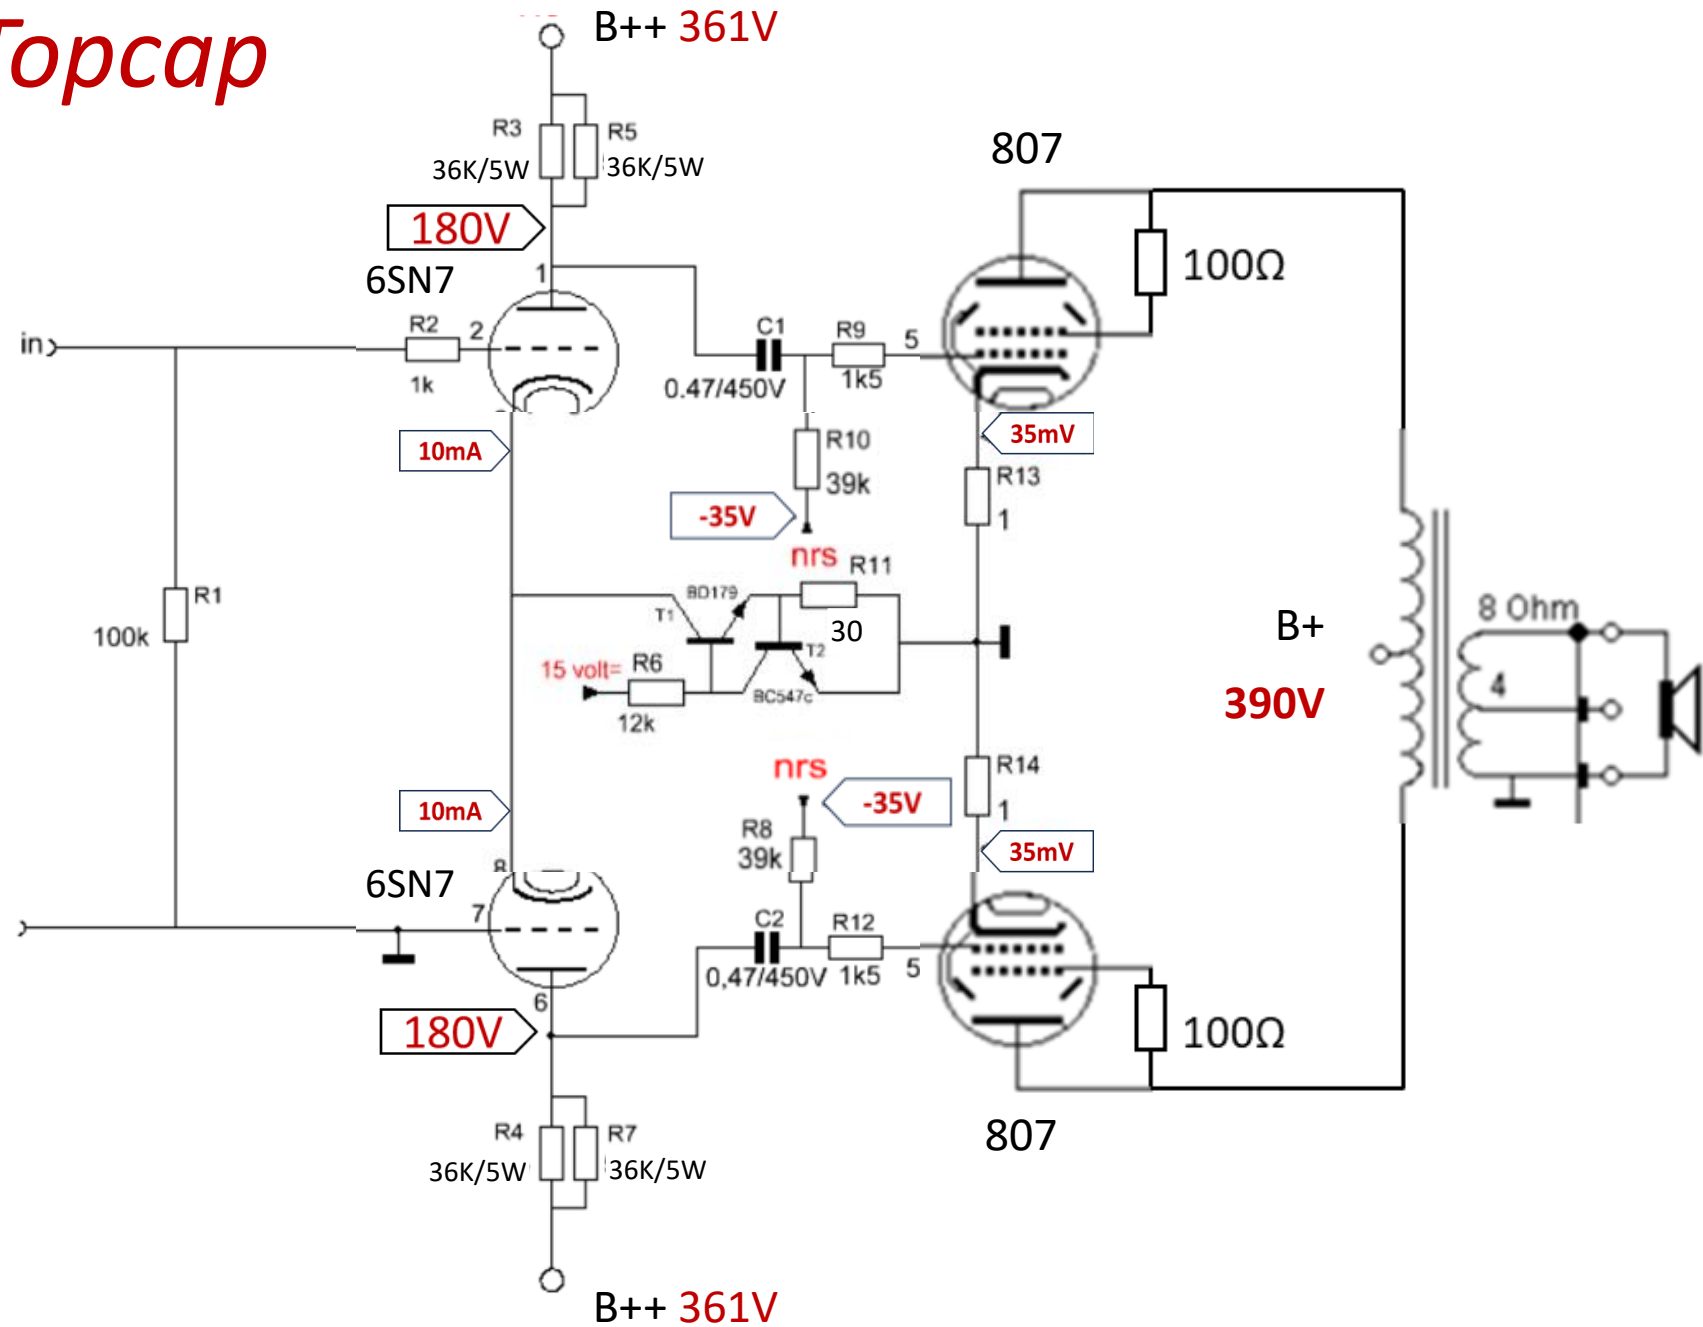 Topcap
B++ 361V
R3
R5
36K/5W
36K/5W
180V
6SN7
1
807
100Ω
in
R2
2
1k
C1
R9
5
0.47/450V
1k5
10mA
R10
39k
35mV
R13
1
-35V
nrs
R11
BD179
T1
30
T2
R1
100k
15 volt=
R6
BC547c
12k
B+
390V
8 Ohm
4
nrs
-35V
R14
1
10mA
R8
39k
35mV
8
6SN7
7
C2
R12
5
0,47/450V
1k5
6
180V
100Ω
807
R4
R7
36K/5W
36K/5W
B++ 361V